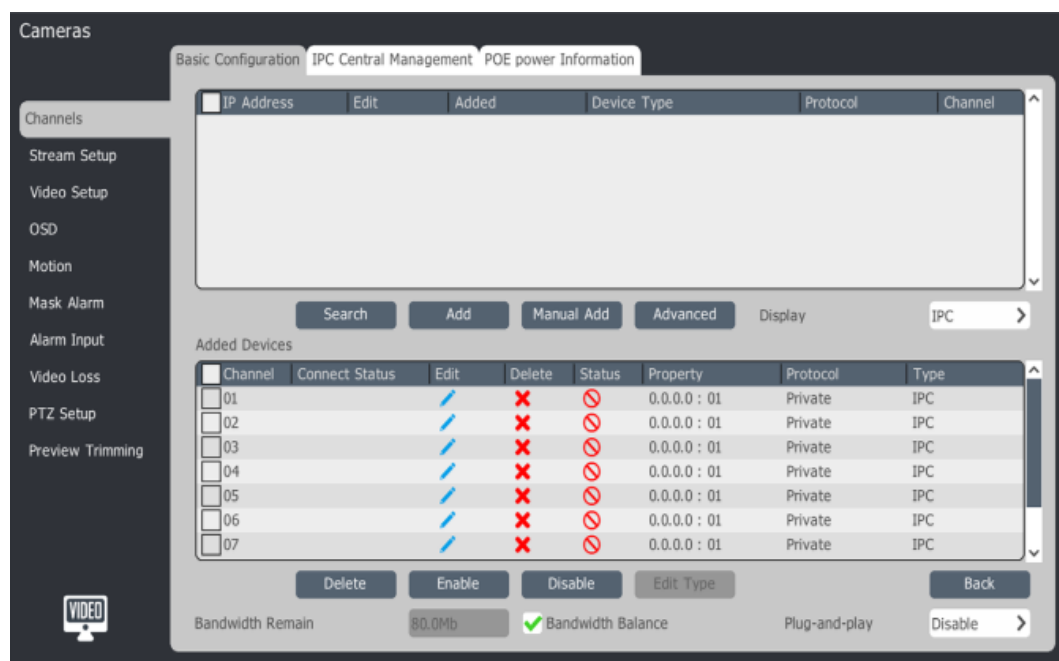 Cameras
Basic Configuration IPC Central Management POE power Information
IP Address Edit Added Device Type Protocol Channel
Channels
Stream Setup
Video Setup
OSD
Motion
Mask Alarm
Alarm Input
Video Loss
PTZ Setup
Preview Trimming
Search Add Manual Add Advanced Display IPC
Added Devices
Channel Connect Status Edit Delete Status Property Protocol Type
01 0.0.0.0 : 01 Private IPC
02 0.0.0.0 : 01 Private IPC
03 0.0.0.0 : 01 Private IPC
04 0.0.0.0 : 01 Private IPC
05 0.0.0.0 : 01 Private IPC
06 0.0.0.0 : 01 Private IPC
07 0.0.0.0 : 01 Private IPC
Delete Enable Disable Edit Type Back
VIDEO
Bandwidth Remain 80.0Mb Bandwidth Balance Plug-and-play Disable